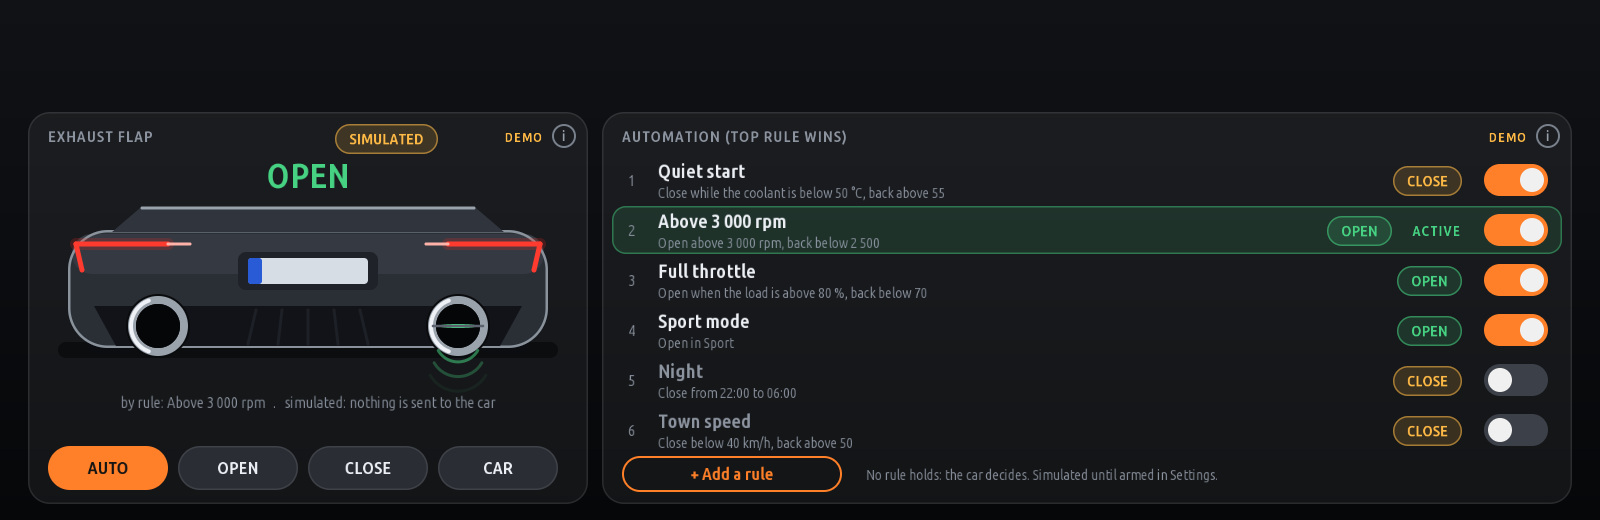 EXHAUST FLAP
SIMULATED
DEMO
i
OPEN
by rule: Above 3 000 rpm . simulated: nothing is sent to the car
AUTO
OPEN
CLOSE
CAR
AUTOMATION (TOP RULE WINS)
DEMO
i
1
Quiet start
Close while the coolant is below 50 °C, back above 55
CLOSE
2
Above 3 000 rpm
Open above 3 000 rpm, back below 2 500
OPEN
ACTIVE
3
Full throttle
Open when the load is above 80 %, back below 70
OPEN
4
Sport mode
Open in Sport
OPEN
5
Night
Close from 22:00 to 06:00
CLOSE
6
Town speed
Close below 40 km/h, back above 50
CLOSE
+ Add a rule
No rule holds: the car decides. Simulated until armed in Settings.